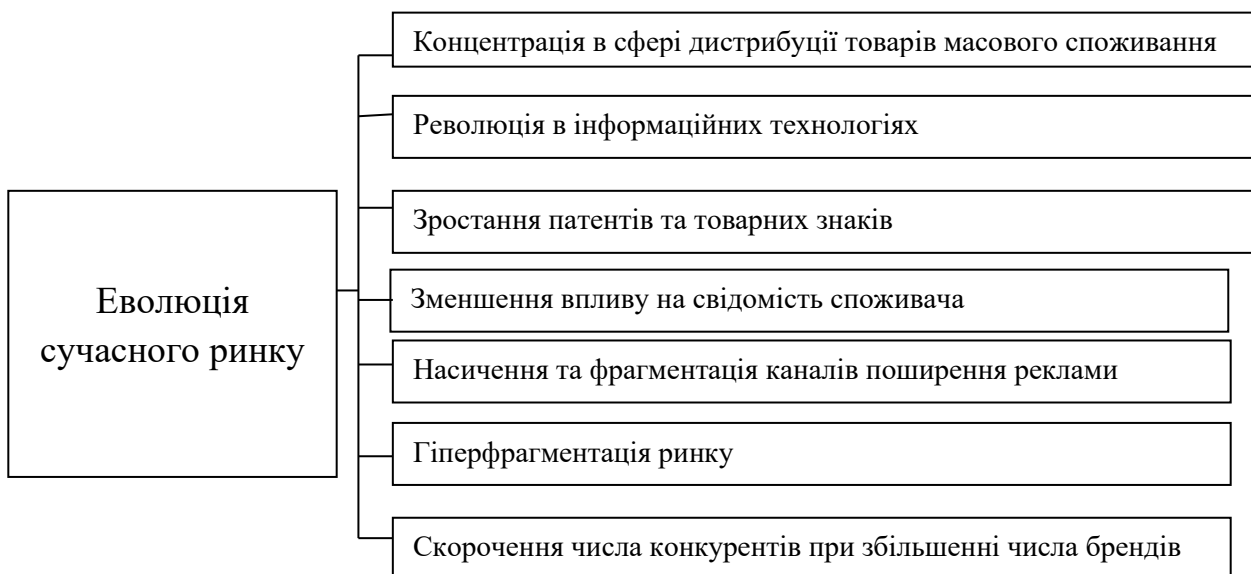 Концентрація в сфері дистрибуції товарів масового споживання
Революція в інформаційних технологіях
Зростання патентів та товарних знаків
Еволюція
сучасного ринку
Зменшення впливу на свідомість споживача
Насичення та фрагментація каналів поширення реклами
Гіперфрагментація ринку
Скорочення числа конкурентів при збільшенні числа брендів